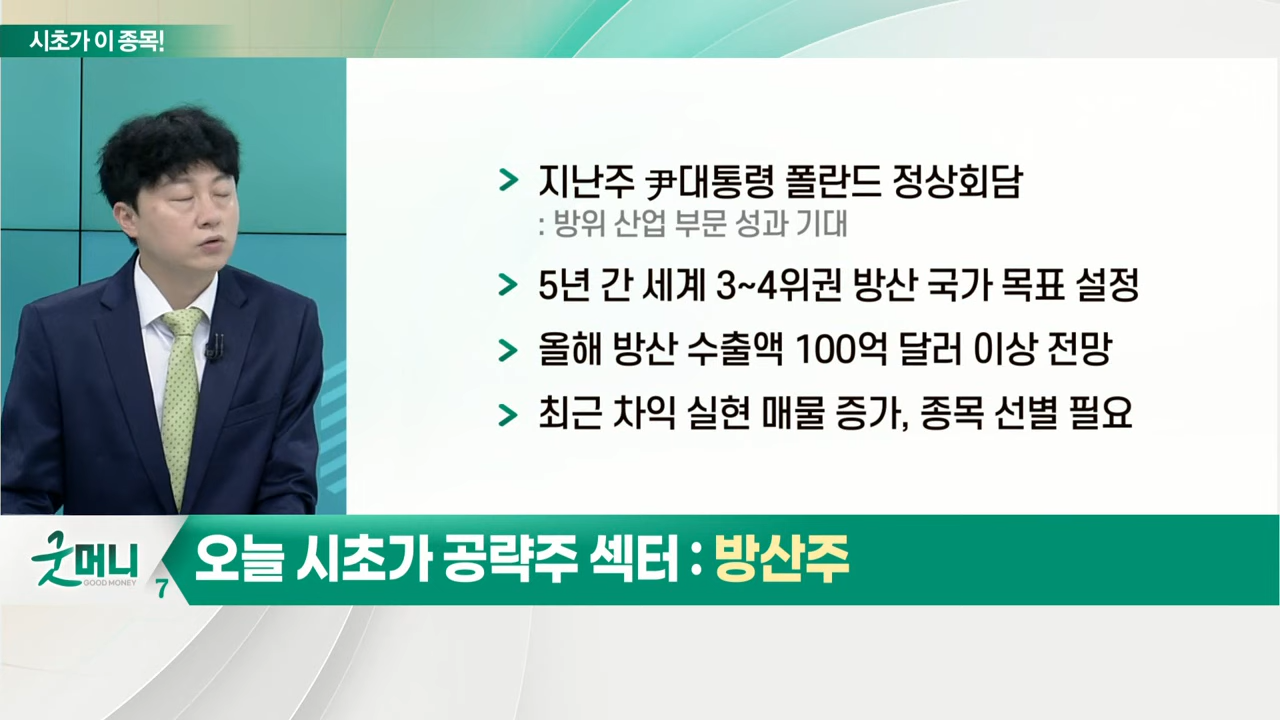 시초가 이 종목!
> 지난주 尹대통령 폴란드 정상회담
: 방위 산업 부문 성과 기대
> 5년 간 세계 3~4위권 방산 국가 목표 설정
> 올해 방산 수출액 100억 달러 이상 전망
> 최근 차익 실현 매물 증가, 종목 선별 필요
굿머니
GOOD MONEY
7
오늘 시초가 공략주 섹터 : 방산주